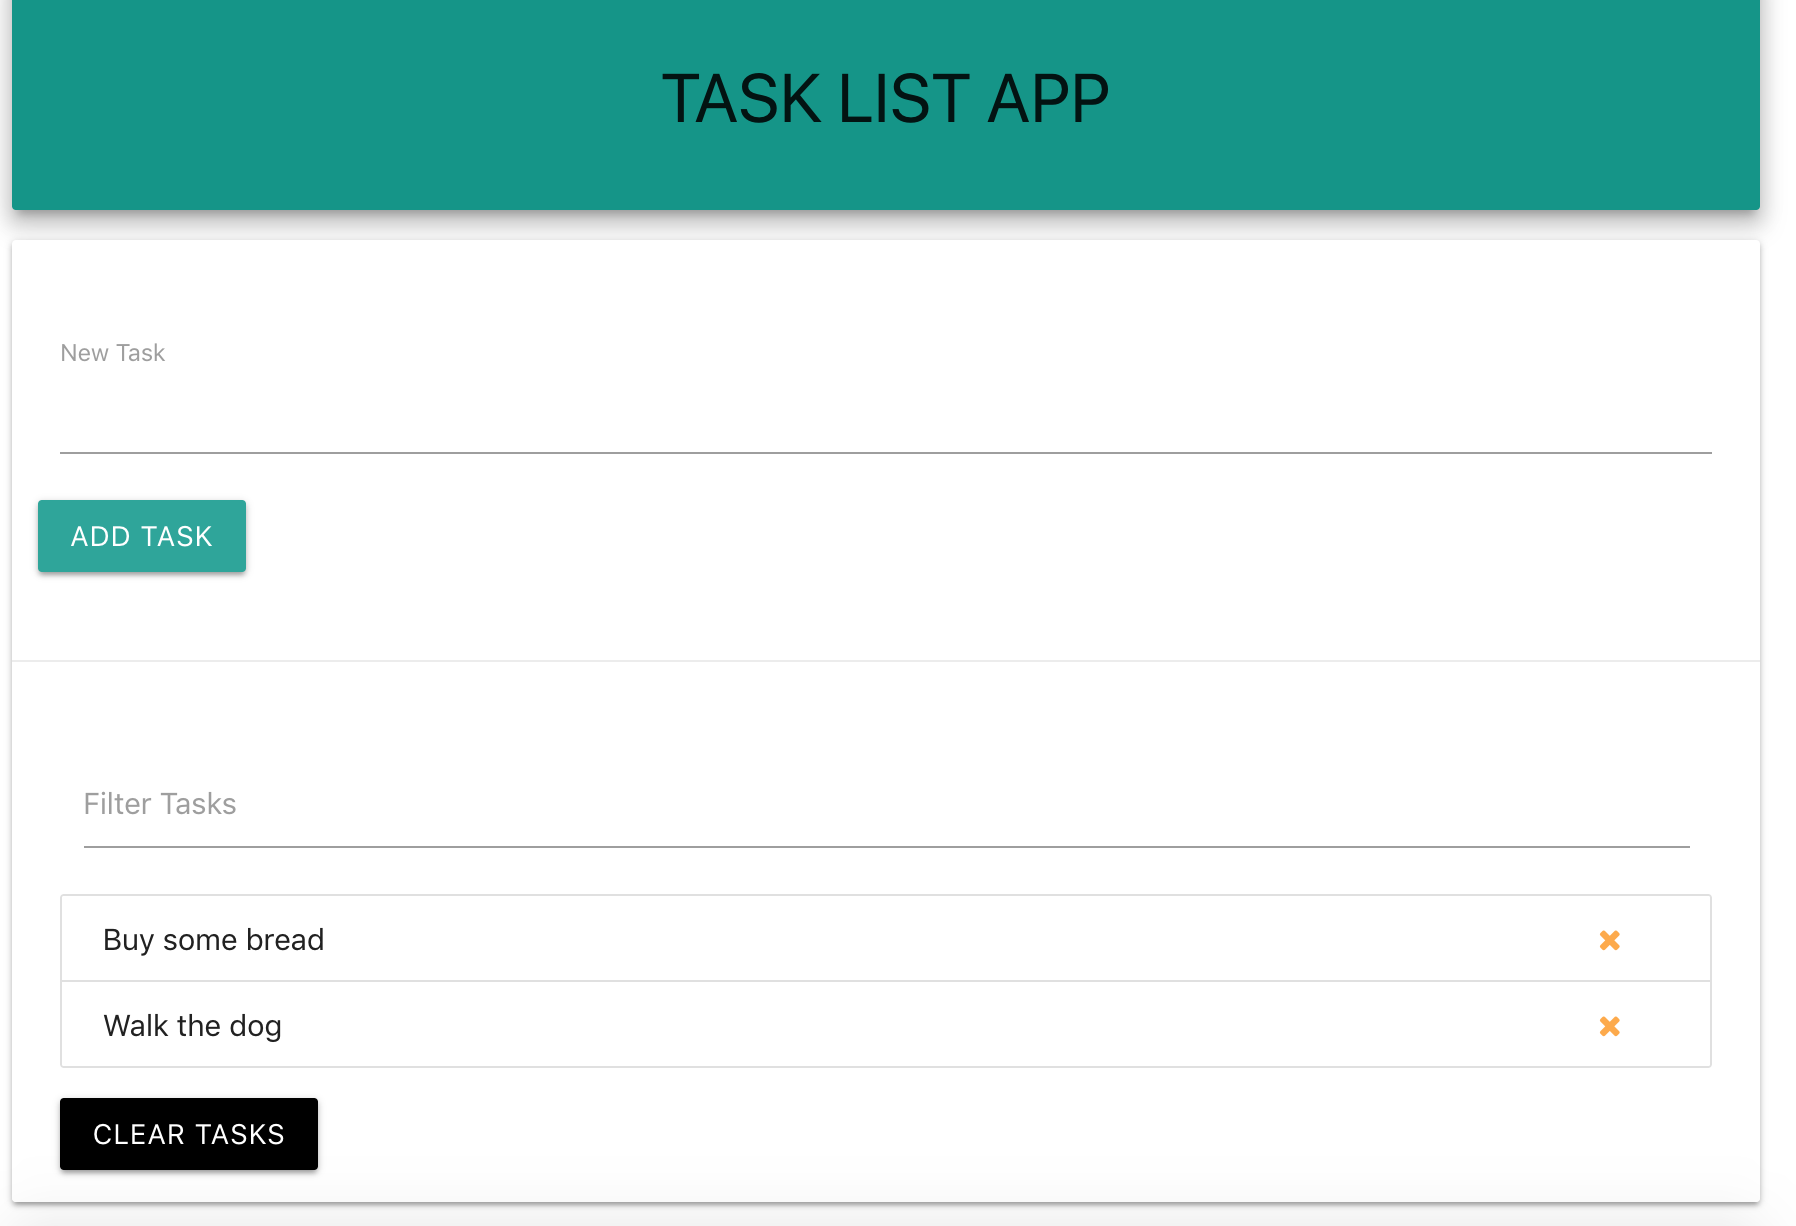 TASK LIST APP
New Task
ADD TASK
Filter Tasks
Buy some bread
Walk the dog
CLEAR TASKS